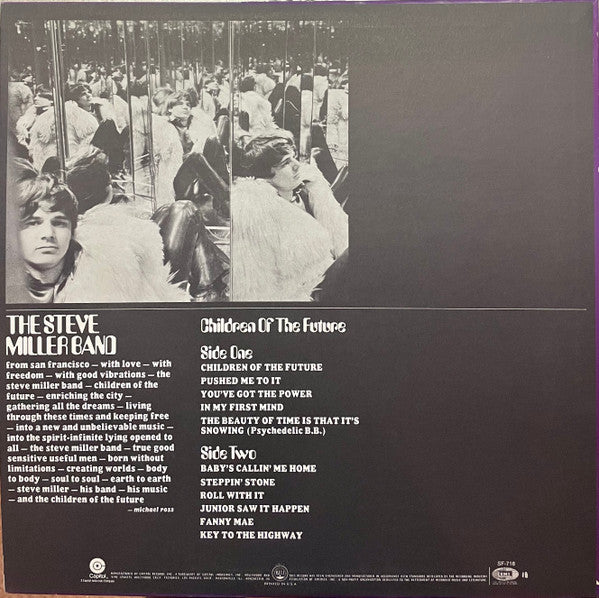 THE STEVE
MILLER BAND
from san francisco — with love — with
freedom — with good vibrations — the
steve miller band — children of the
future — enriching the city —
gathering all the dreams — living
through these times and keeping free
— into a new and unbelievable music —
into the spirit-infinite lying opened to
all — the steve miller band — true good
sensitive useful men — born without
limitations — creating worlds — body
to body — soul to soul — earth to earth
— steve miller — his band — his music
— and the children of the future
— michael ross
Children Of The Future
Side One
CHILDREN OF THE FUTURE
PUSHED ME TO IT
YOU'VE GOT THE POWER
IN MY FIRST MIND
THE BEAUTY OF TIME IS THAT IT'S
SNOWING (Psychedelic B.B.)
Side Two
BABY'S CALLIN' ME HOME
STEPPIN' STONE
ROLL WITH IT
JUNIOR SAW IT HAPPEN
FANNY MAE
KEY TO THE HIGHWAY
Capitol
PRINTED IN U.S.A.
SF-718